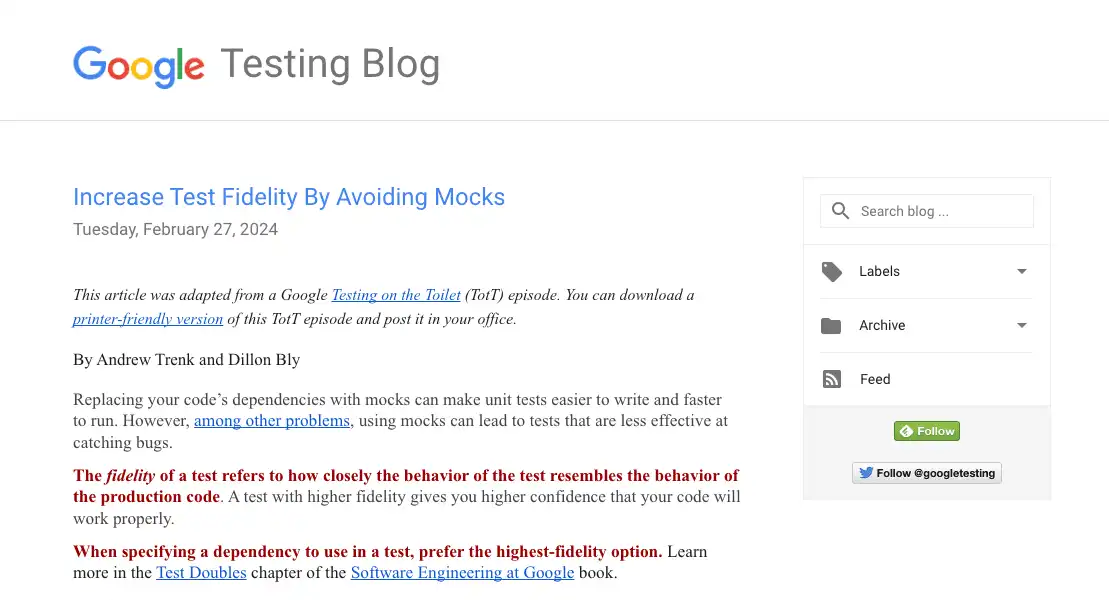 Google Testing Blog
Increase Test Fidelity By Avoiding Mocks
Tuesday, February 27, 2024
This article was adapted from a Google Testing on the Toilet (TotT) episode. You can download a
printer-friendly version of this TotT episode and post it in your office.
By Andrew Trenk and Dillon Bly
Replacing your code’s dependencies with mocks can make unit tests easier to write and faster
to run. However, among other problems, using mocks can lead to tests that are less effective at
catching bugs.
The fidelity of a test refers to how closely the behavior of the test resembles the behavior of
the production code. A test with higher fidelity gives you higher confidence that your code will
work properly.
When specifying a dependency to use in a test, prefer the highest-fidelity option. Learn
more in the Test Doubles chapter of the Software Engineering at Google book.
Search blog ...
Labels
Archive
Feed
Follow
Follow @googletesting